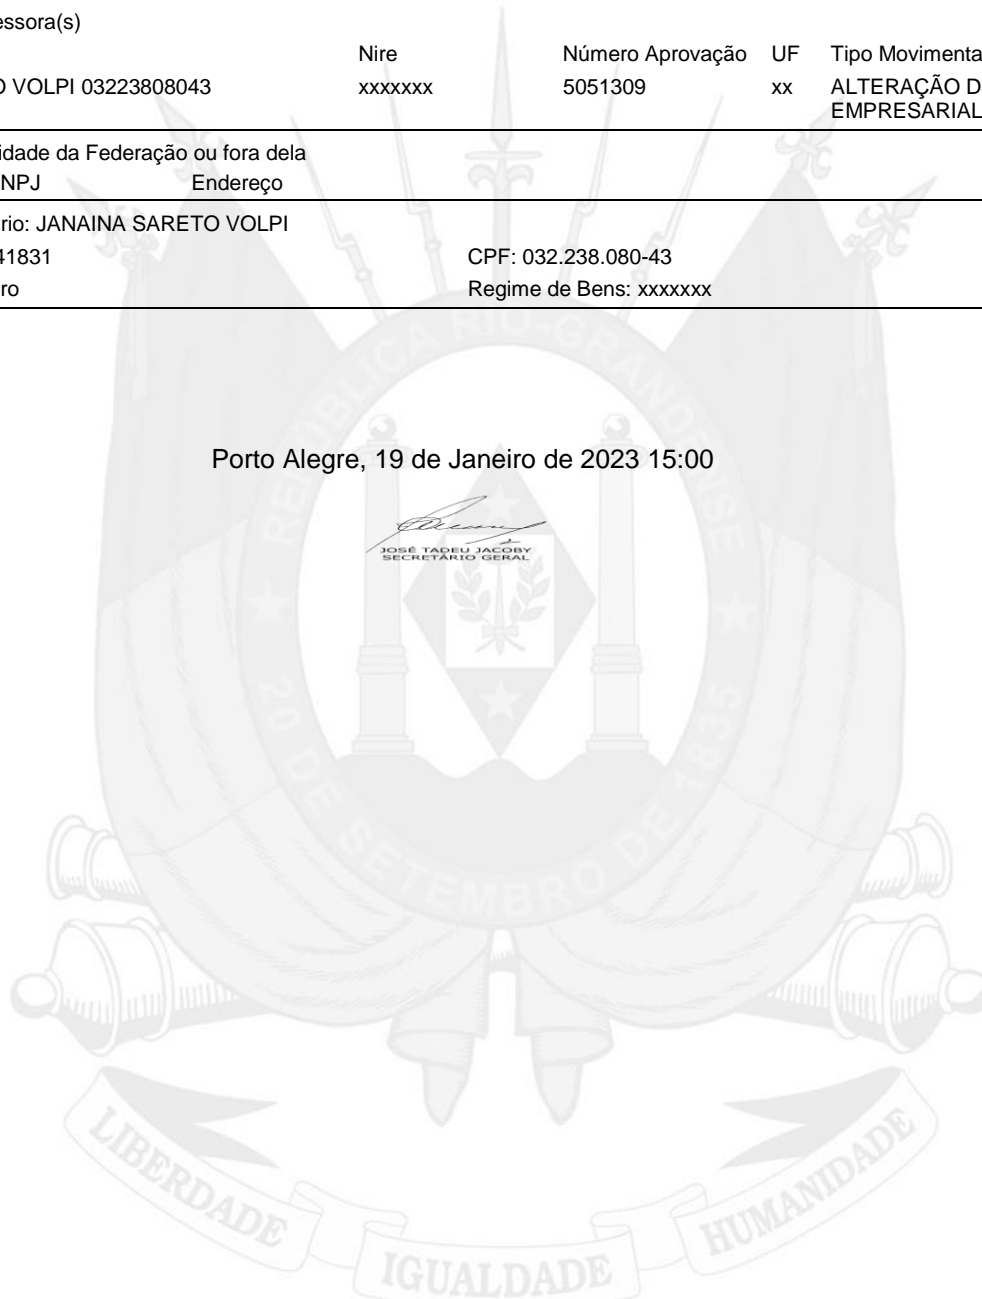 essora(s)
Nire Número Aprovação UF Tipo Movimenta
O VOLPI 03223808043 xxxxxxx 5051309 xx ALTERAÇÃO D
EMPRESARIAL
idade da Federação ou fora dela
NPJ Endereço
rio: JANAINA SARETO VOLPI
41831 CPF: 032.238.080-43
ro Regime de Bens: xxxxxxx
Porto Alegre, 19 de Janeiro de 2023 15:00
JOSÉ TADEU JACOBY
SECRETÁRIO GERAL
REPÚBLICA RIO-GRANDENSE
20 DE SETEMBRO DE 1835
LIBERDADE IGUALDADE HUMANIDADE